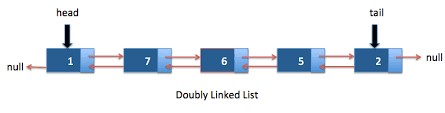 head tail
null 1 7 6 5 2 null
Doubly Linked List